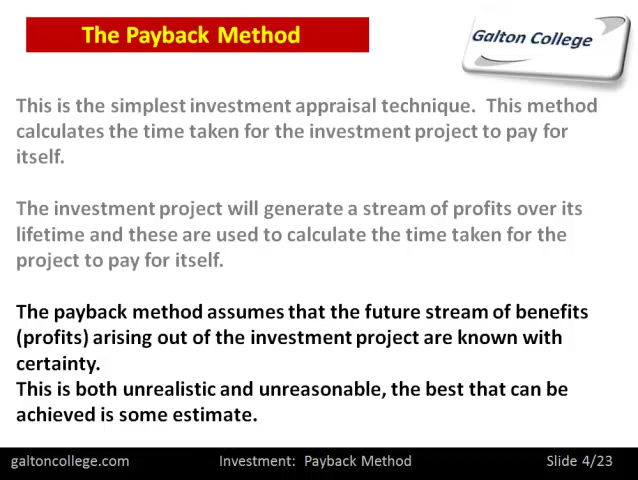 The Payback Method
Galton College
This is the simplest investment appraisal technique.  This method
calculates the time taken for the investment project to pay for
itself.
The investment project will generate a stream of profits over its
lifetime and these are used to calculate the time taken for the
project to pay for itself.
The payback method assumes that the future stream of benefits
(profits) arising out of the investment project are known with
certainty.
This is both unrealistic and unreasonable, the best that can be
achieved is some estimate.
galtoncollege.com
Investment:  Payback Method
Slide 4/23